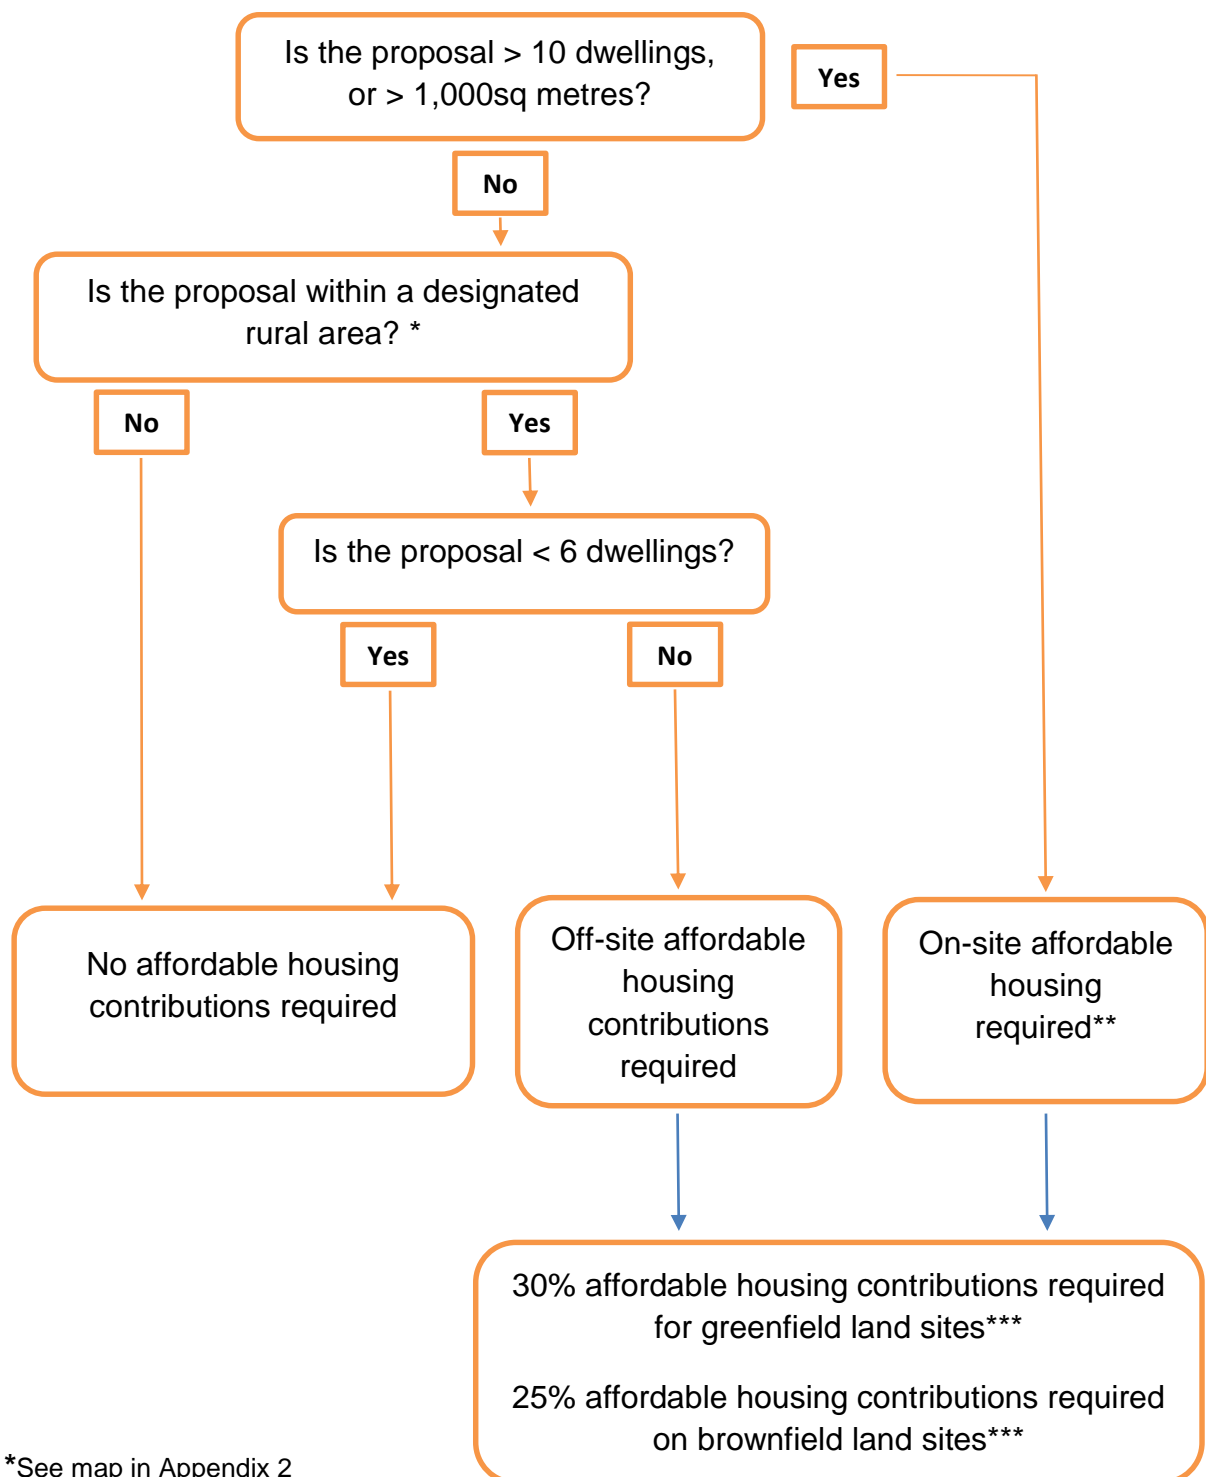 Is the proposal > 10 dwellings,
or > 1,000sq metres?
Yes
No
Is the proposal within a designated
rural area? *
No
Yes
Is the proposal < 6 dwellings?
Yes
No
No affordable housing
contributions required
Off-site affordable
housing
contributions
required
On-site affordable
housing
required**
30% affordable housing contributions required
for greenfield land sites***
25% affordable housing contributions required
on brownfield land sites***
*See map in Appendix 2